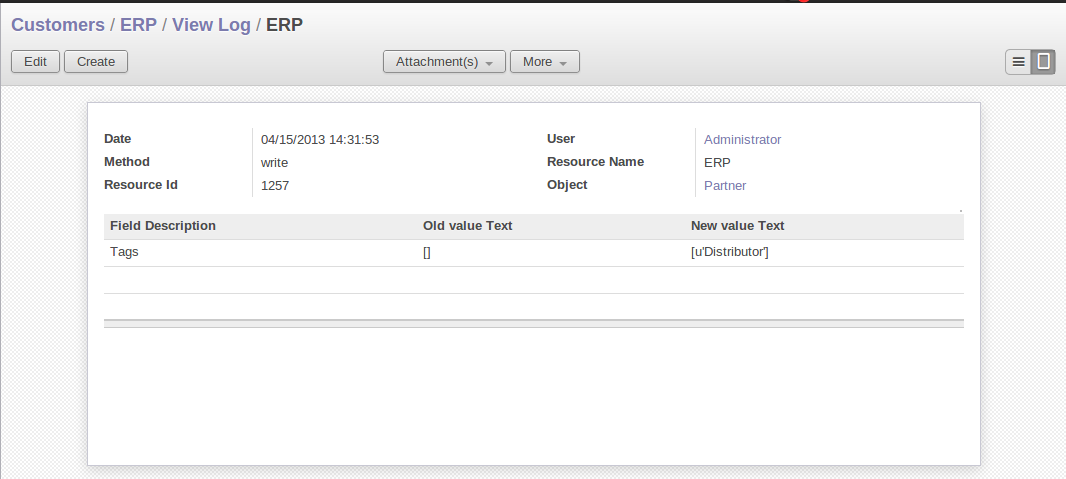 Customers / ERP / View Log / ERP
Edit Create Attachment(s) More
Date 04/15/2013 14:31:53 User Administrator
Method write Resource Name ERP
Resource Id 1257 Object Partner
Field Description Old value Text New value Text
Tags [] [u'Distributor']